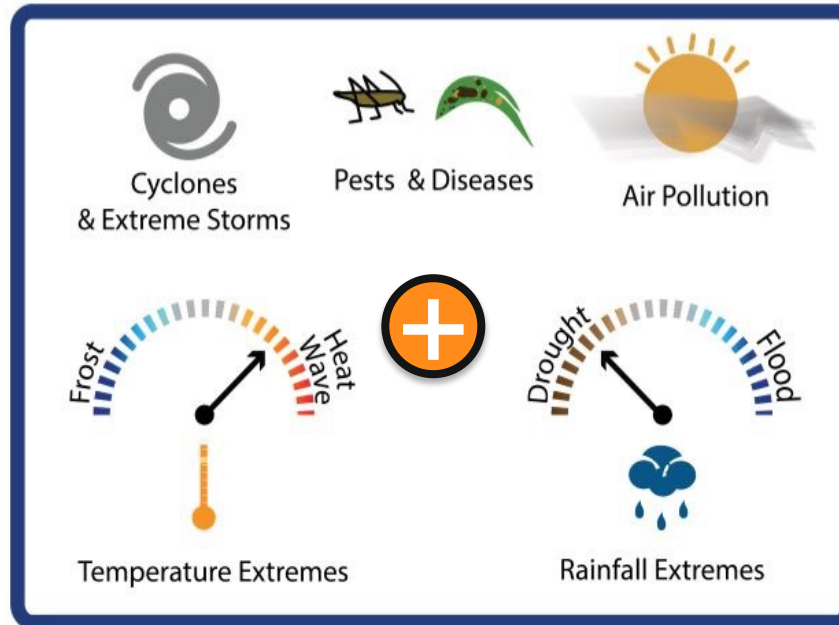 Cyclones
& Extreme Storms
Pests & Diseases
Air Pollution
Frost
Heat
Wave
Drought
Flood
Temperature Extremes
Rainfall Extremes